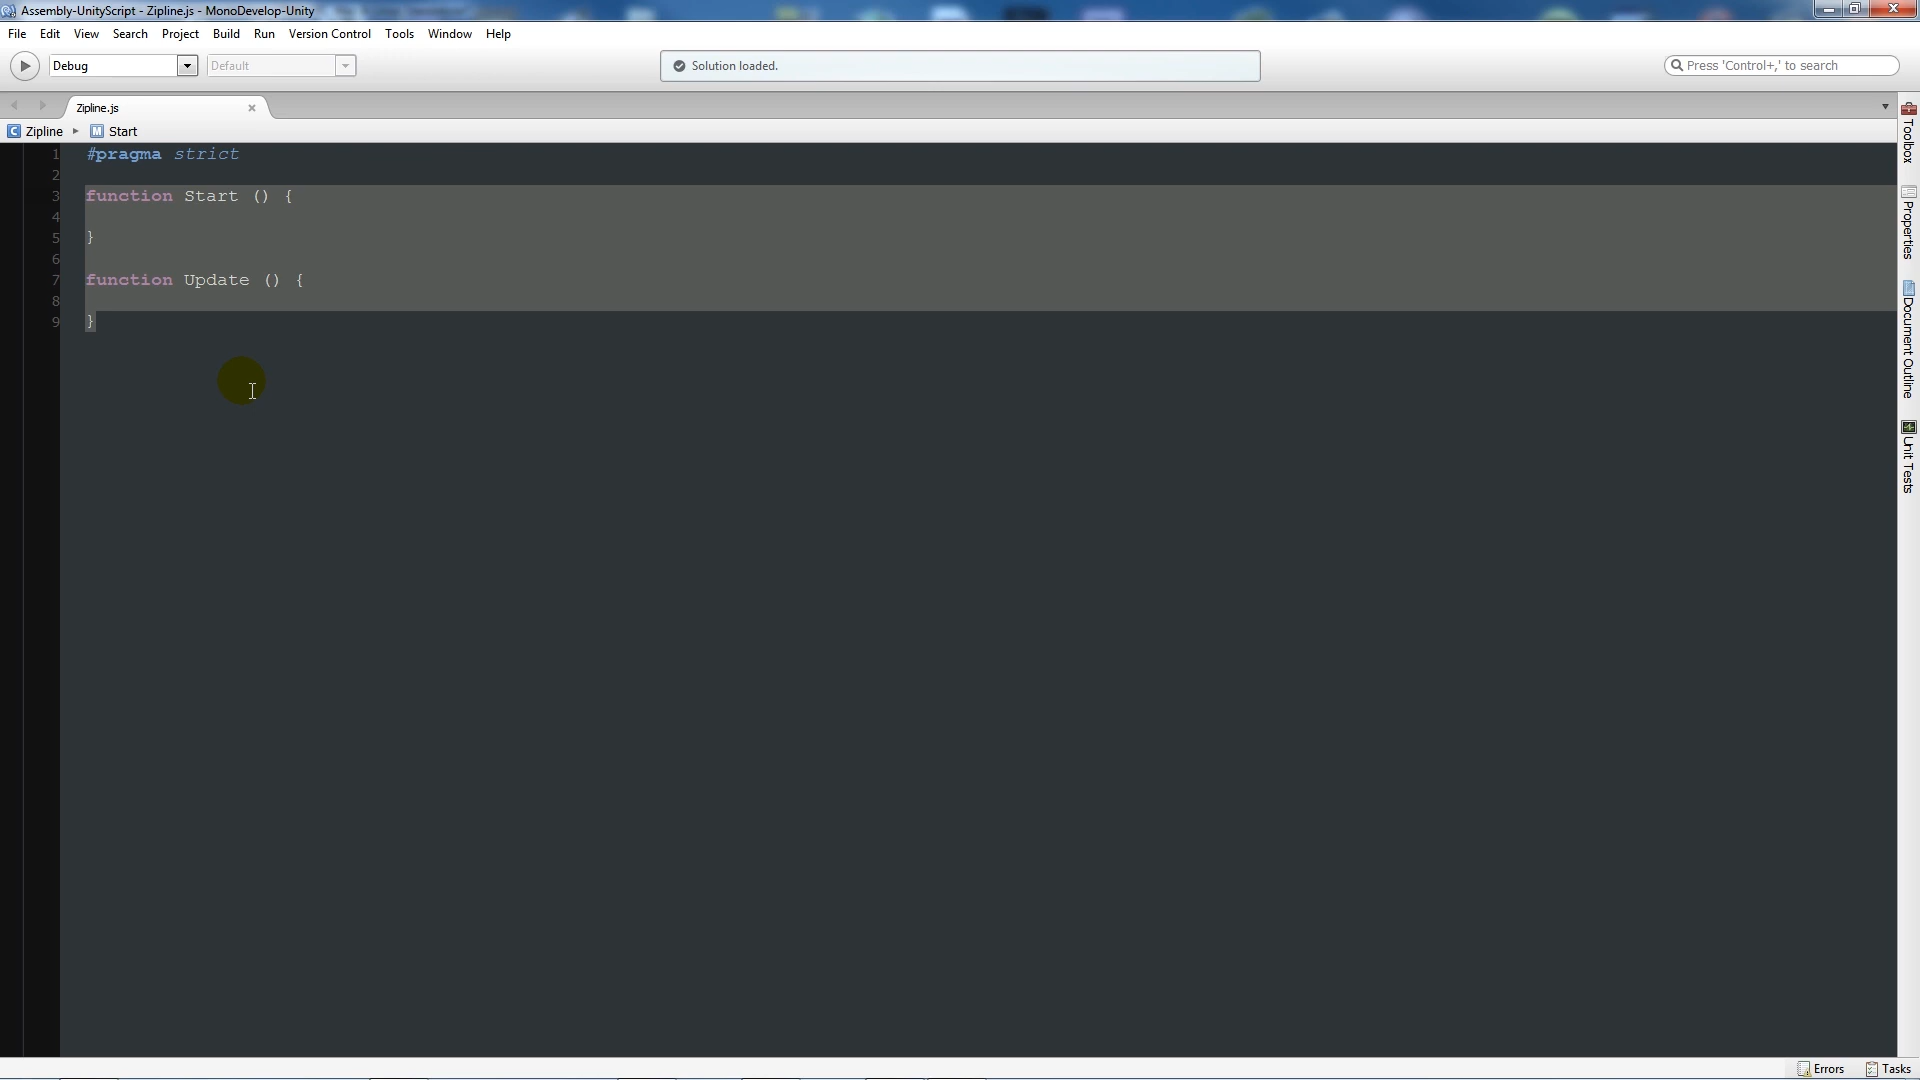 Assembly-UnityScript - Zipline.js - MonoDevelop-Unity
File Edit View Search Project Build Run Version Control Tools Window Help
Debug Default Solution loaded. Press 'Control+,' to search
Zipline.js
Zipline Start
1 #pragma strict
2
3 function Start () {
4
5 }
6
7 function Update () {
8
9 }
Toolbox
Properties
Document Outline
Unit Tests
Errors Tasks